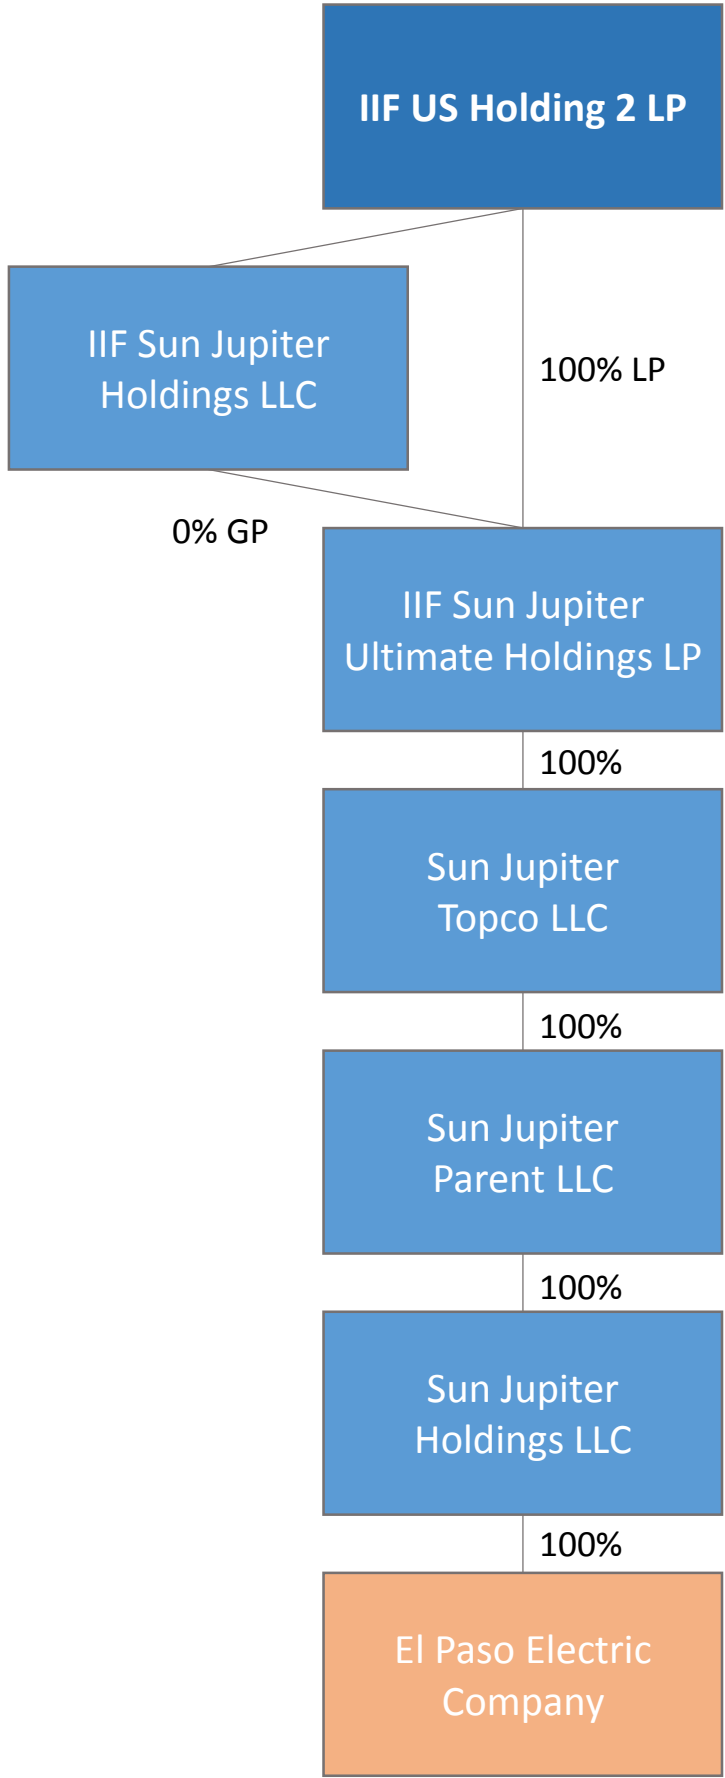 IIF US Holding 2 LP
IIF Sun Jupiter
Holdings LLC
100% LP
0% GP
IIF Sun Jupiter
Ultimate Holdings LP
100%
Sun Jupiter
Topco LLC
100%
Sun Jupiter
Parent LLC
100%
Sun Jupiter
Holdings LLC
100%
El Paso Electric
Company